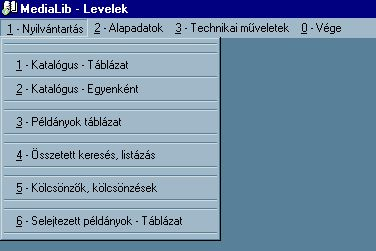 MediaLib - Levelek
1 - Nyilvántartás 2 - Alapadatok 3 - Technikai műveletek 0 - Vége
1 - Katalógus - Táblázat
2 - Katalógus - Egyenként
3 - Példányok táblázat
4 - Összetett keresés, listázás
5 - Kölcsönzők, kölcsönzések
6 - Selejtezett példányok - Táblázat